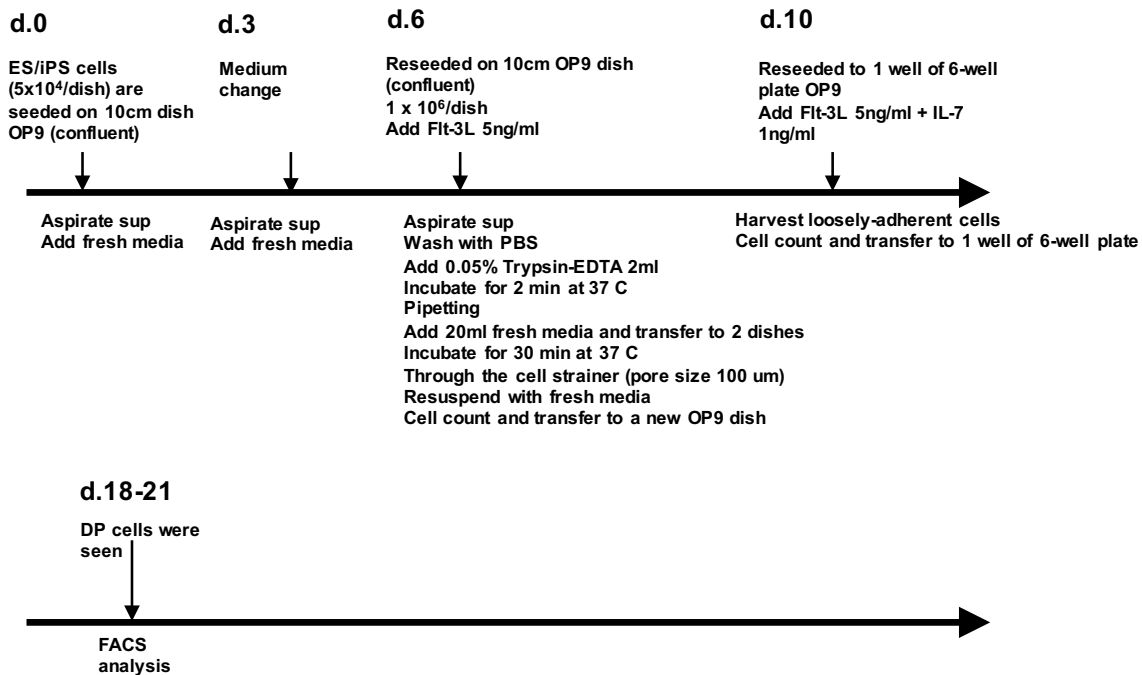 d.0
ES/iPS cells
(5x10⁴/dish) are
seeded on 10cm dish
OP9 (confluent)
Aspirate sup
Add fresh media
d.3
Medium
change
Aspirate sup
Add fresh media
d.6
Reseeded on 10cm OP9 dish
(confluent)
1 x 10⁶/dish
Add Flt-3L 5ng/ml
Aspirate sup
Wash with PBS
Add 0.05% Trypsin-EDTA 2ml
Incubate for 2 min at 37 C
Pipetting
Add 20ml fresh media and transfer to 2 dishes
Incubate for 30 min at 37 C
Through the cell strainer (pore size 100 um)
Resuspend with fresh media
Cell count and transfer to a new OP9 dish
d.10
Reseeded to 1 well of 6-well
plate OP9
Add Flt-3L 5ng/ml + IL-7
1ng/ml
Harvest loosely-adherent cells
Cell count and transfer to 1 well of 6-well plate
d.18-21
DP cells were
seen
FACS
analysis